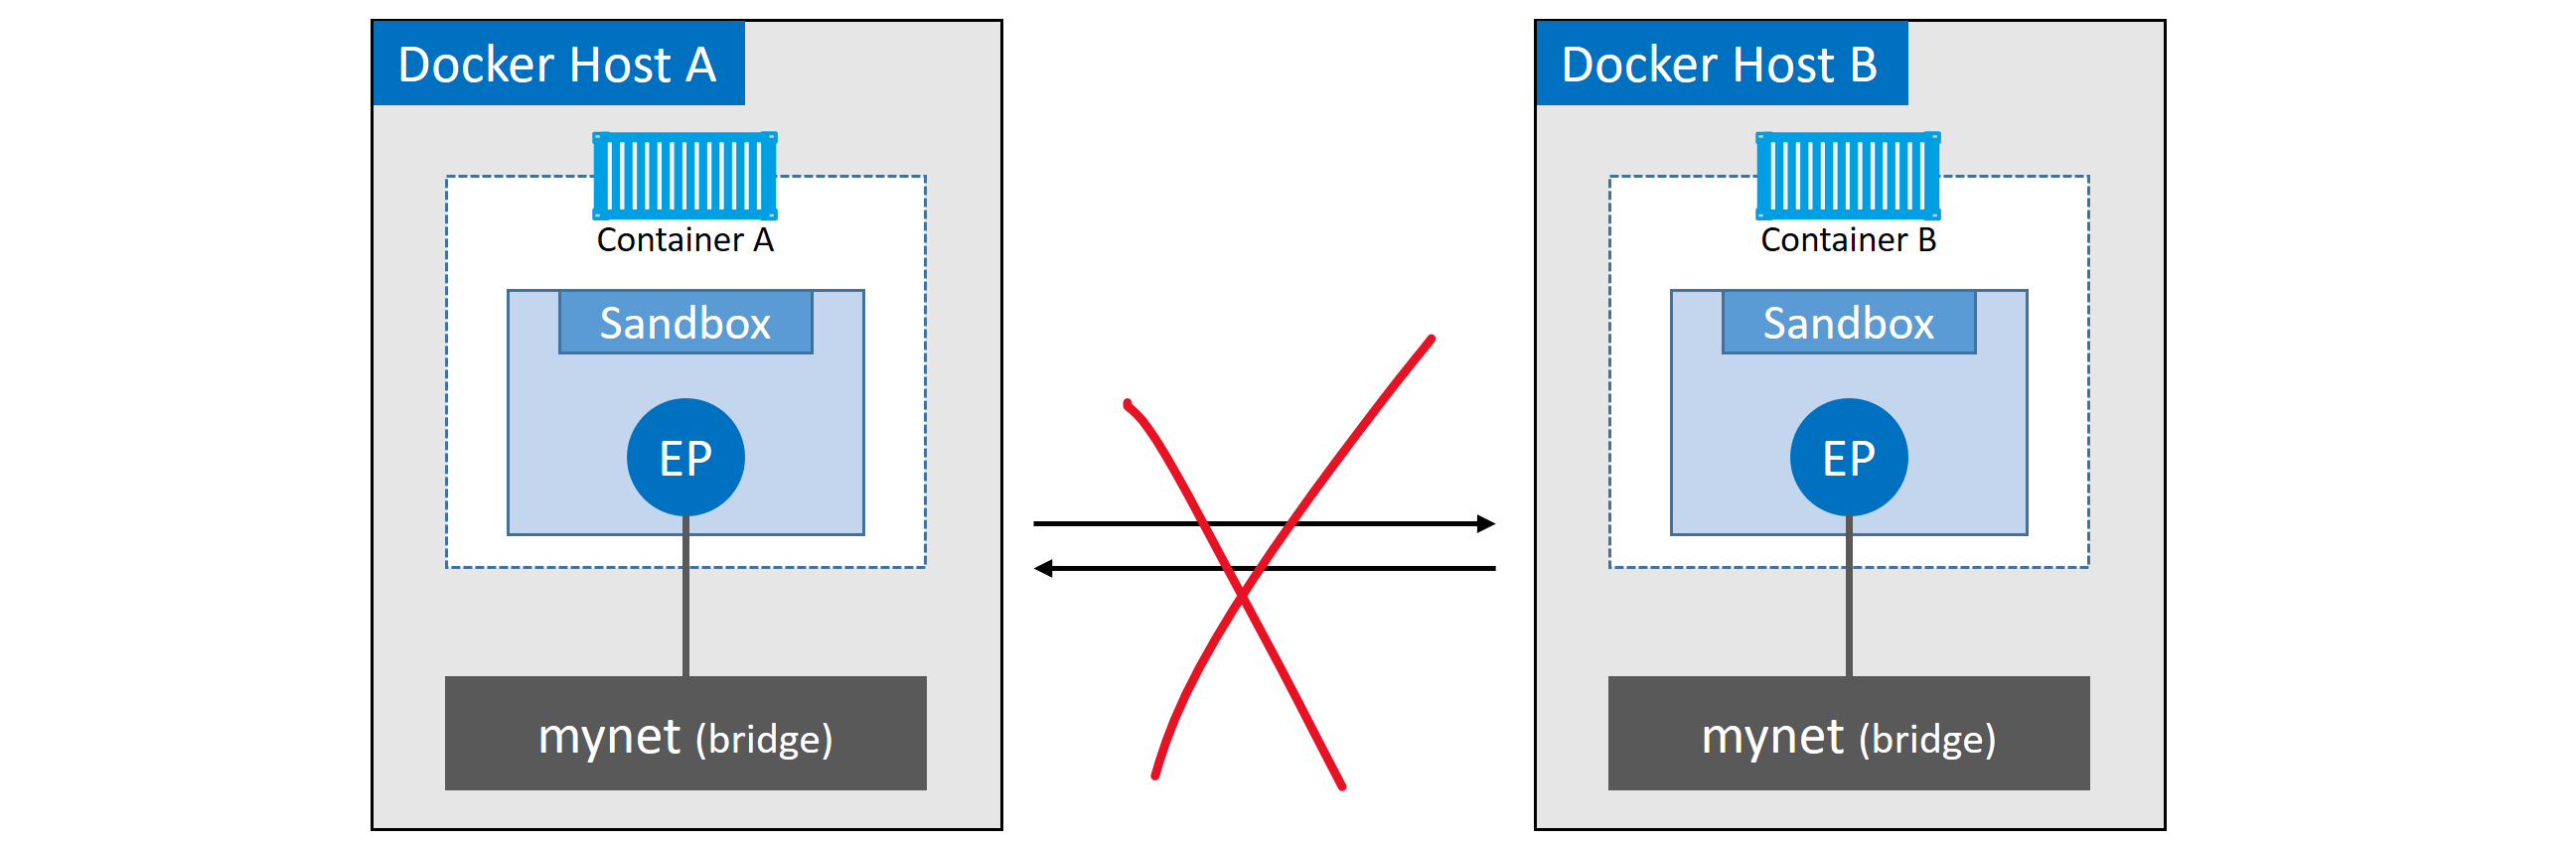 Docker Host A
Container A
Sandbox
EP
mynet (bridge)
Docker Host B
Container B
Sandbox
EP
mynet (bridge)